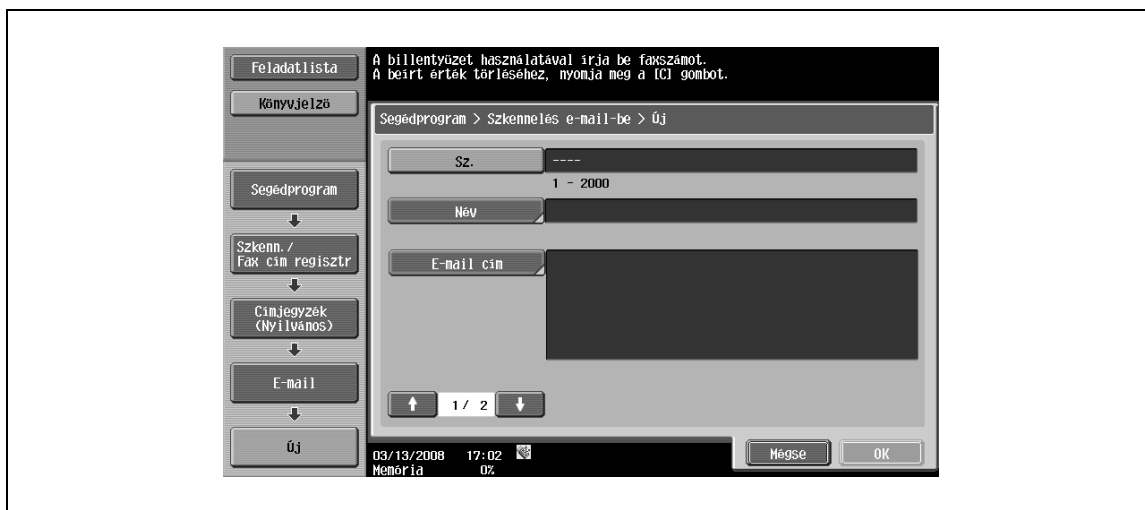 Feladatlista
Könyvjelző
Segédprogram
Szkenn./
Fax cím regisztr
Címjegyzék
(Nyilvános)
E-mail
Új
A billentyűzet használatával írja be faxszámot.
A beírt érték törléséhez, nyomja meg a [C] gombot.
Segédprogram > Szkennelés e-mail-be > Új
Sz.
----
1 - 2000
Név
E-mail cím
1/ 2
03/13/2008 17:02
Memória 0%
Mégse
OK